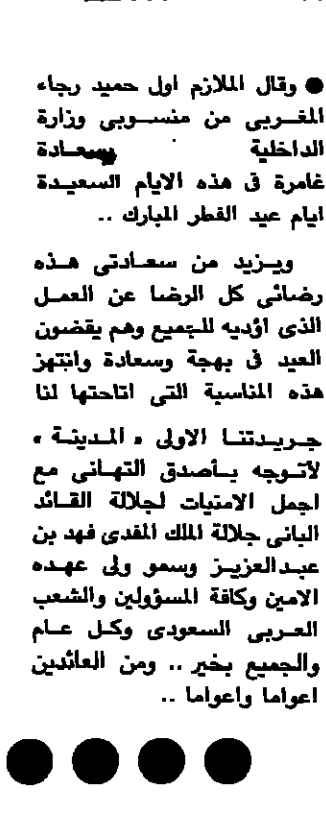 ● وقال الملازم اول حميد رجاء
المغربى من منسوبى وزارة
الداخلية بسعادة
غامرة فى هذه الايام السعيدة
ايام عيد الفطر المبارك ..
ويزيد من سعادتى هذه
رضائى كل الرضا عن العمل
الذى اؤديه للجميع وهم يقضون
العيد فى بهجة وسعادة وانتهز
هذه المناسبة التى اتاحتها لنا
جريدتنا الاولى « المدينة »
لأتوجه بأصدق التهانى مع
اجمل الامنيات لجلالة القائد
البانى جلالة الملك المفدى فهد بن
عبدالعزيز وسمو ولى عهده
الامين وكافة المسؤولين والشعب
العربى السعودى وكل عام
والجميع بخير .. ومن العائدين
اعواما واعواما ..